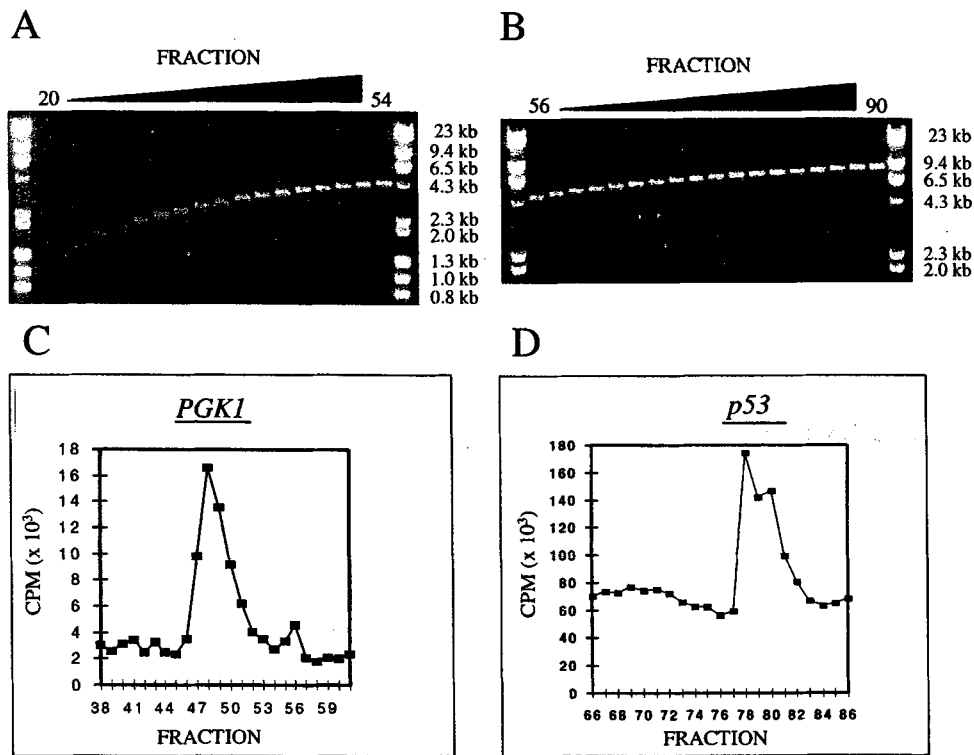 A
FRACTION
20 54
23 kb
9.4 kb
6.5 kb
4.3 kb
2.3 kb
2.0 kb
1.3 kb
1.0 kb
0.8 kb
B
FRACTION
56 90
23 kb
9.4 kb
6.5 kb
4.3 kb
2.3 kb
2.0 kb
C
PGK1
CPM (x 10³)
18
16
14
12
10
8
6
4
2
0
38 41 44 47 50 53 56 59
FRACTION
D
p53
CPM (x 10³)
180
160
140
120
100
80
60
40
20
0
66 68 70 72 74 76 78 80 82 84 86
FRACTION